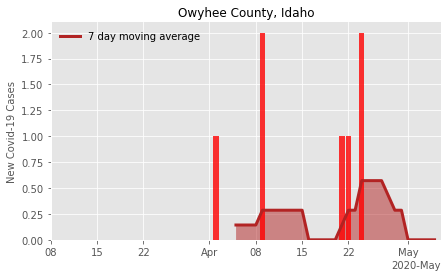 Owyhee County, Idaho
7 day moving average
New Covid-19 Cases
2.00
1.75
1.50
1.25
1.00
0.75
0.50
0.25
0.00
08 15 22 Apr 08 15 22 May
2020-May